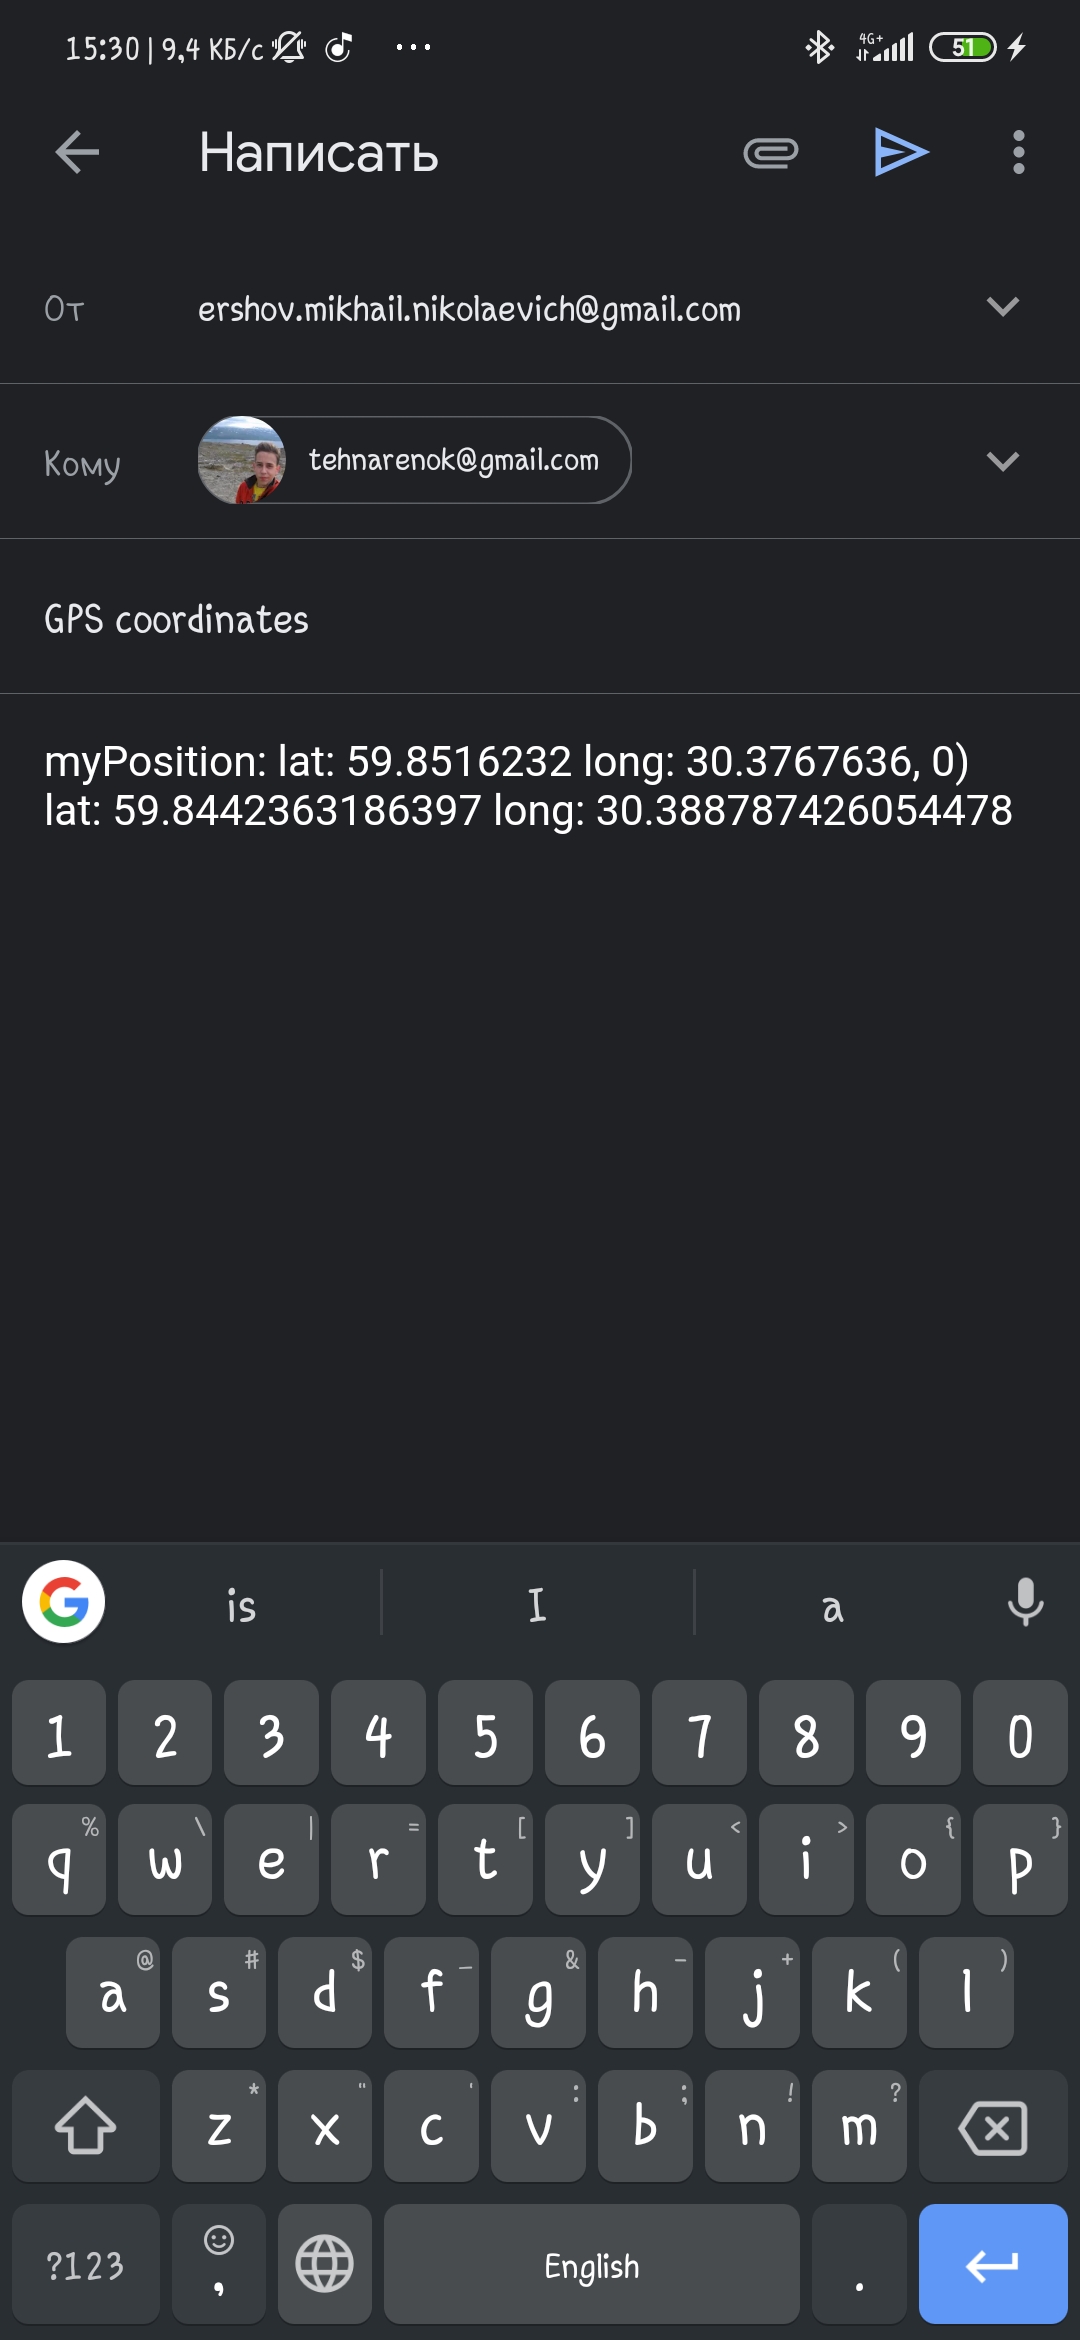 15:30 | 9,4 КБ/с
4G+
51
Написать
От
ershov.mikhail.nikolaevich@gmail.com
Кому
tehnarenok@gmail.com
GPS coordinates
myPosition: lat: 59.8516232 long: 30.3767636, 0)
lat: 59.8442363186397 long: 30.388787426054478
is I a
1 2 3 4 5 6 7 8 9 0
% \ | = [ ] < > { }
q w e r t y u i o p
@ # $ _ & - + ( )
a s d f g h j k l
* " ' : ; ! ?
z x c v b n m
?123 , English .